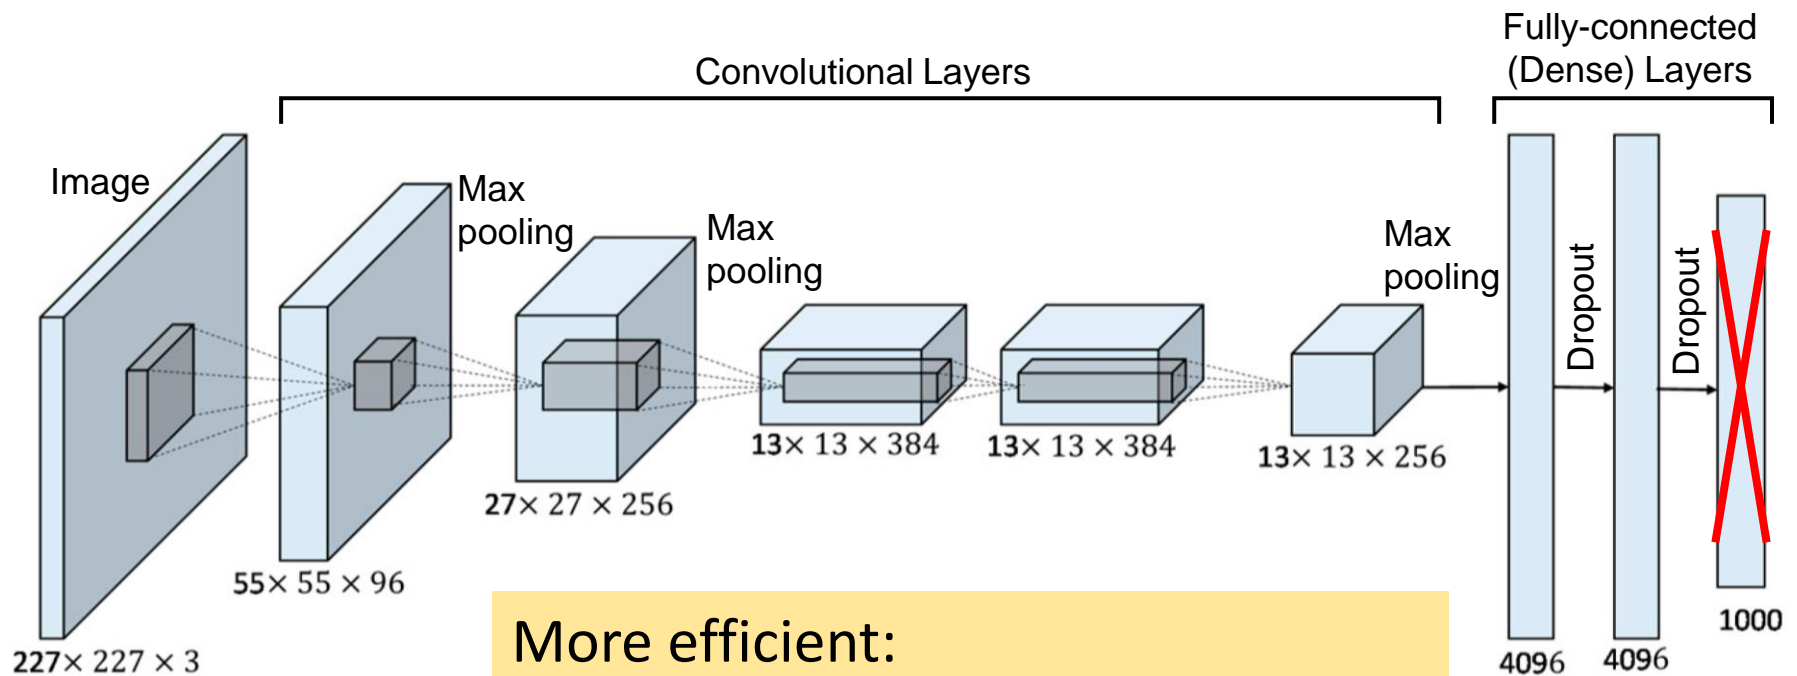 Fully-connected
(Dense) Layers
Convolutional Layers
Image
Max
pooling
Max
pooling
Max
pooling
Dropout
Dropout
227× 227 × 3
55× 55 × 96
27× 27 × 256
13× 13 × 384
13× 13 × 384
13× 13 × 256
4096
4096
1000
More efficient: